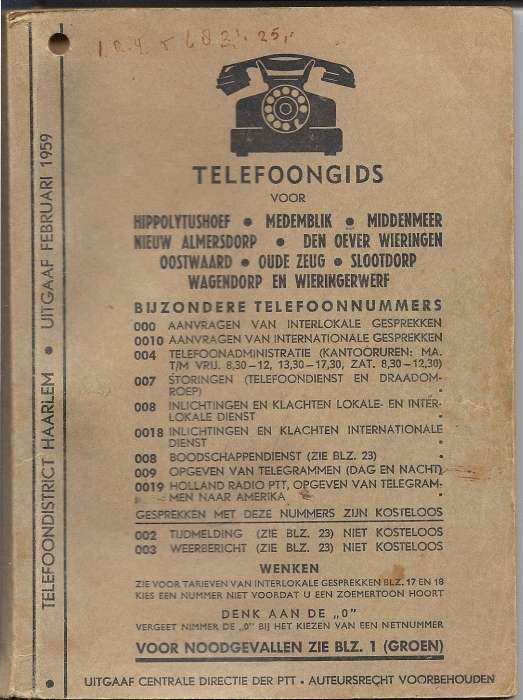 TELEFOONDISTRICT HAARLEM • UITGAAF FEBRUARI 1959
TELEFOONGIDS
VOOR
HIPPOLYTUSHOEF • MEDEMBLIK • MIDDENMEER
NIEUW ALMERSDORP • DEN OEVER WIERINGEN
OOSTWAARD • OUDE ZEUG • SLOOTDORP
WAGENDORP EN WIERINGERWERF
BIJZONDERE TELEFOONNUMMERS
000 AANVRAGEN VAN INTERLOKALE GESPREKKEN
0010 AANVRAGEN VAN INTERNATIONALE GESPREKKEN
004 TELEFOONADMINISTRATIE (KANTOORUREN: MA.
T/M VRIJ. 8,30-12, 13,30-17,30, ZAT. 8,30-12,30)
007 STORINGEN (TELEFOONDIENST EN DRAADOM-
ROEP)
008 INLICHTINGEN EN KLACHTEN LOKALE- EN INTER-
LOKALE DIENST
0018 INLICHTINGEN EN KLACHTEN INTERNATIONALE
DIENST
008 BOODSCHAPPENDIENST (ZIE BLZ. 23)
009 OPGEVEN VAN TELEGRAMMEN (DAG EN NACHT)
0019 HOLLAND RADIO PTT, OPGEVEN VAN TELEGRAM-
MEN NAAR AMERIKA
GESPREKKEN MET DEZE NUMMERS ZIJN KOSTELOOS
002 TIJDMELDING (ZIE BLZ. 23) NIET KOSTELOOS
003 WEERBERICHT (ZIE BLZ. 23) NIET KOSTELOOS
WENKEN
ZIE VOOR TARIEVEN VAN INTERLOKALE GESPREKKEN BLZ. 17 EN 18
KIES EEN NUMMER NIET VOORDAT U EEN ZOEMERTOON HOORT
DENK AAN DE „0"
VERGEET NIMMER DE „0" BIJ HET KIEZEN VAN EEN NETNUMMER
VOOR NOODGEVALLEN ZIE BLZ. 1 (GROEN)
UITGAAF CENTRALE DIRECTIE DER PTT • AUTEURSRECHT VOORBEHOUDEN